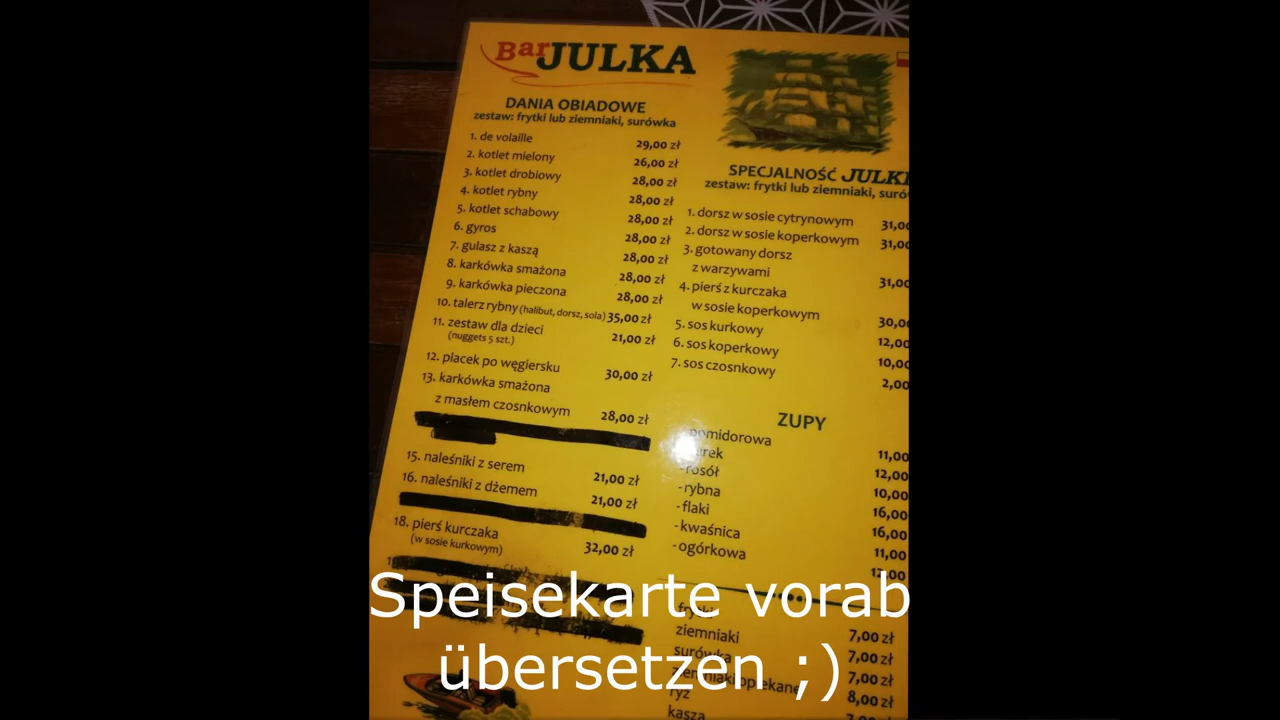 Bar JULKA
DANIA OBIADOWE
zestaw: frytki lub ziemniaki, surówka
1. de volaille 29,00 zł
2. kotlet mielony 26,00 zł
3. kotlet drobiowy 28,00 zł
4. kotlet rybny 28,00 zł
5. kotlet schabowy 28,00 zł
6. gyros 28,00 zł
7. gulasz z kaszą 28,00 zł
8. karkówka smażona 28,00 zł
9. karkówka pieczona 28,00 zł
10. talerz rybny (halibut, dorsz, sola) 35,00 zł
11. zestaw dla dzieci 21,00 zł
(nuggets 5 szt.)
12. placek po węgiersku 30,00 zł
13. karkówka smażona
z masłem czosnkowym 28,00 zł
15. naleśniki z serem 21,00 zł
16. naleśniki z dżemem 21,00 zł
18. pierś kurczaka 32,00 zł
(w sosie kurkowym)
SPECJALNOŚĆ
zestaw: frytki lub ziemniaki,
1. dorsz w sosie cytrynowym 31,00
2. dorsz w sosie koperkowym 31,00
3. gotowany dorsz
z warzywami 31,00
4. pierś z kurczaka
w sosie koperkowym 30,00
5. sos kurkowy 12,00
6. sos koperkowy 10,00
7. sos czosnkowy 2,00
ZUPY
pomidorowa 11,00
12,00
- rosół 10,00
- rybna 16,00
- flaki 16,00
- kwaśnica 11,00
- ogórkowa
frytki 7,00 zł
ziemniaki 7,00 zł
surówka 7,00 zł
ziemniaki opiekane 8,00 zł
ryż
kasza
Speisekarte vorab
übersetzen ;)